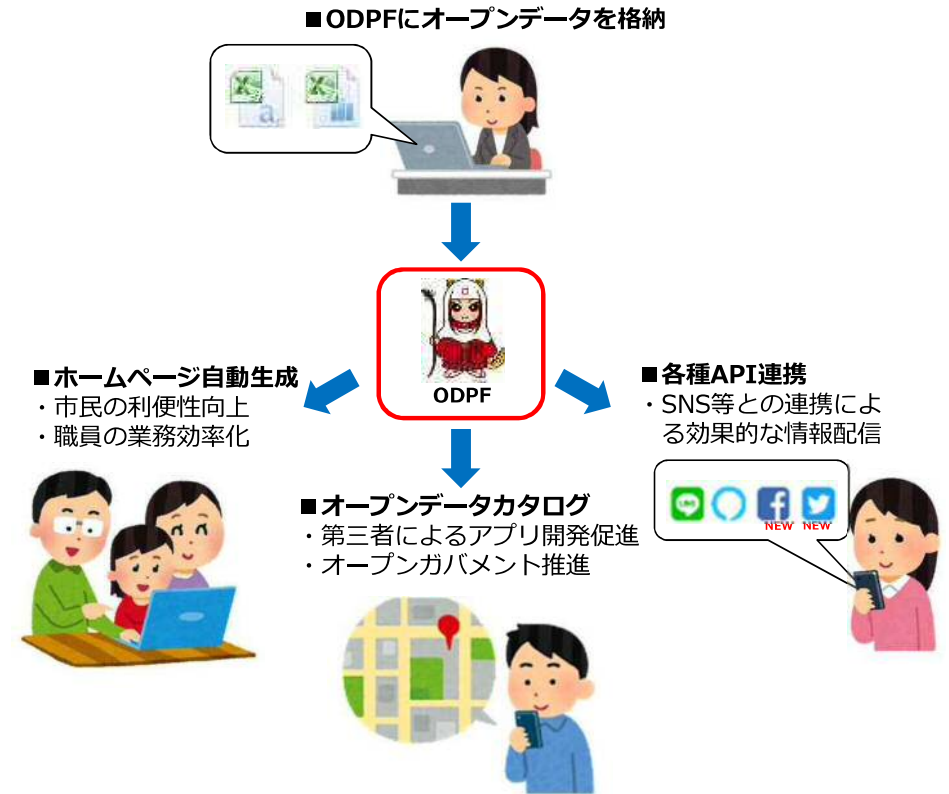 ■ODPFにオープンデータを格納
a
ODPF
■ホームページ自動生成
・市民の利便性向上
・職員の業務効率化
■各種API連携
・SNS等との連携によ
る効果的な情報配信
LINE
NEW NEW
■オープンデータカタログ
・第三者によるアプリ開発促進
・オープンガバメント推進